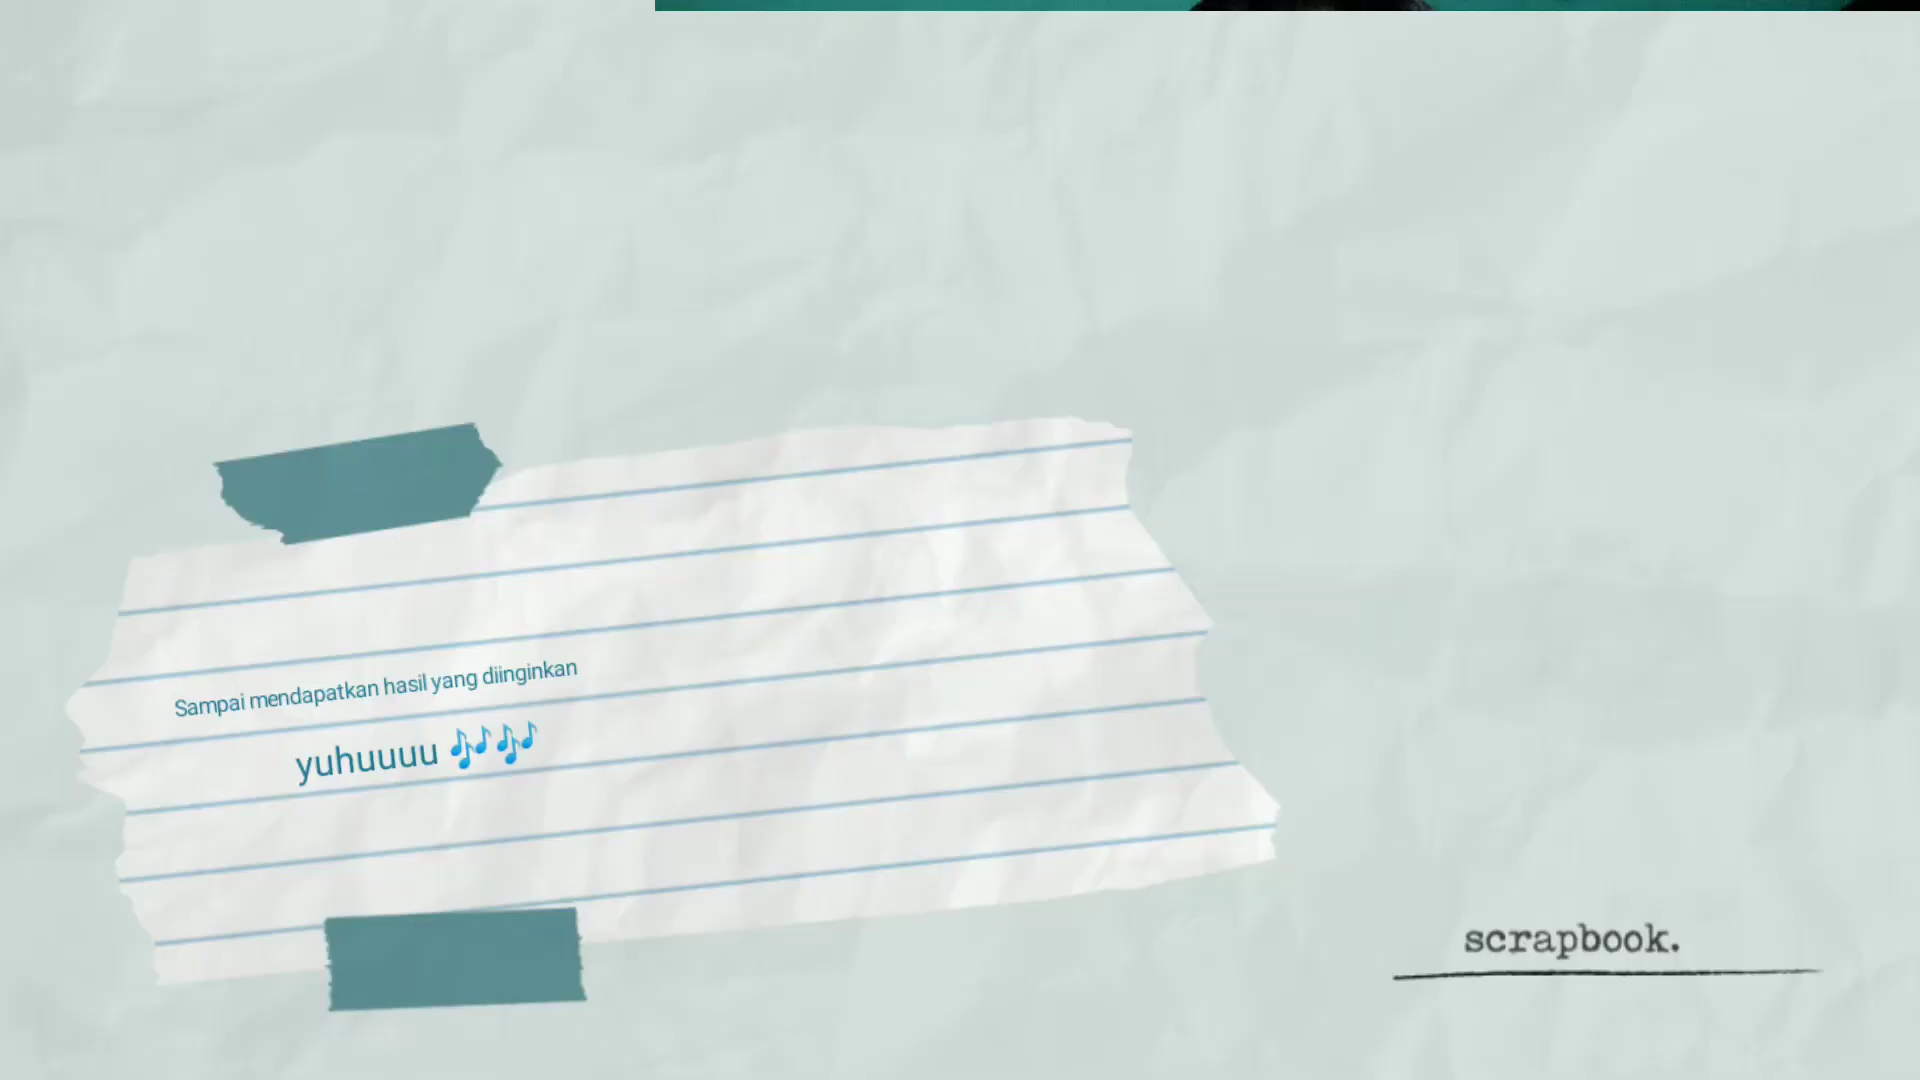 Sampai mendapatkan hasil yang diinginkan
yuhuuuu 🎶🎶
scrapbook.